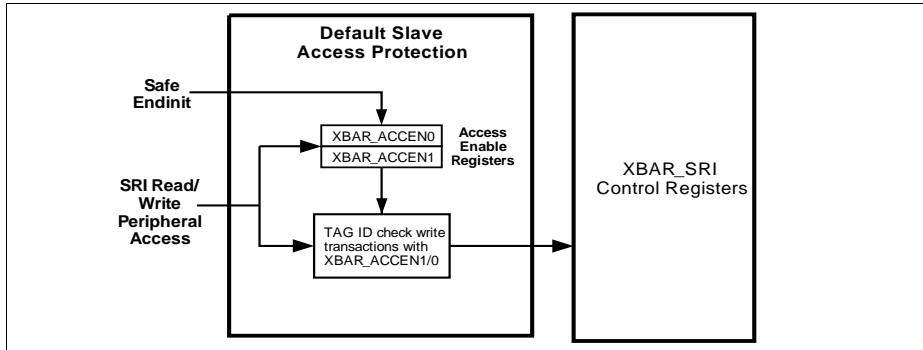 Default Slave
Access Protection
Safe
Endinit
XBAR_ACCEN0
XBAR_ACCEN1
Access
Enable
Registers
SRI Read/
Write
Peripheral
Access
TAG ID check write
transactions with
XBAR_ACCEN1/0
XBAR_SRI
Control Registers